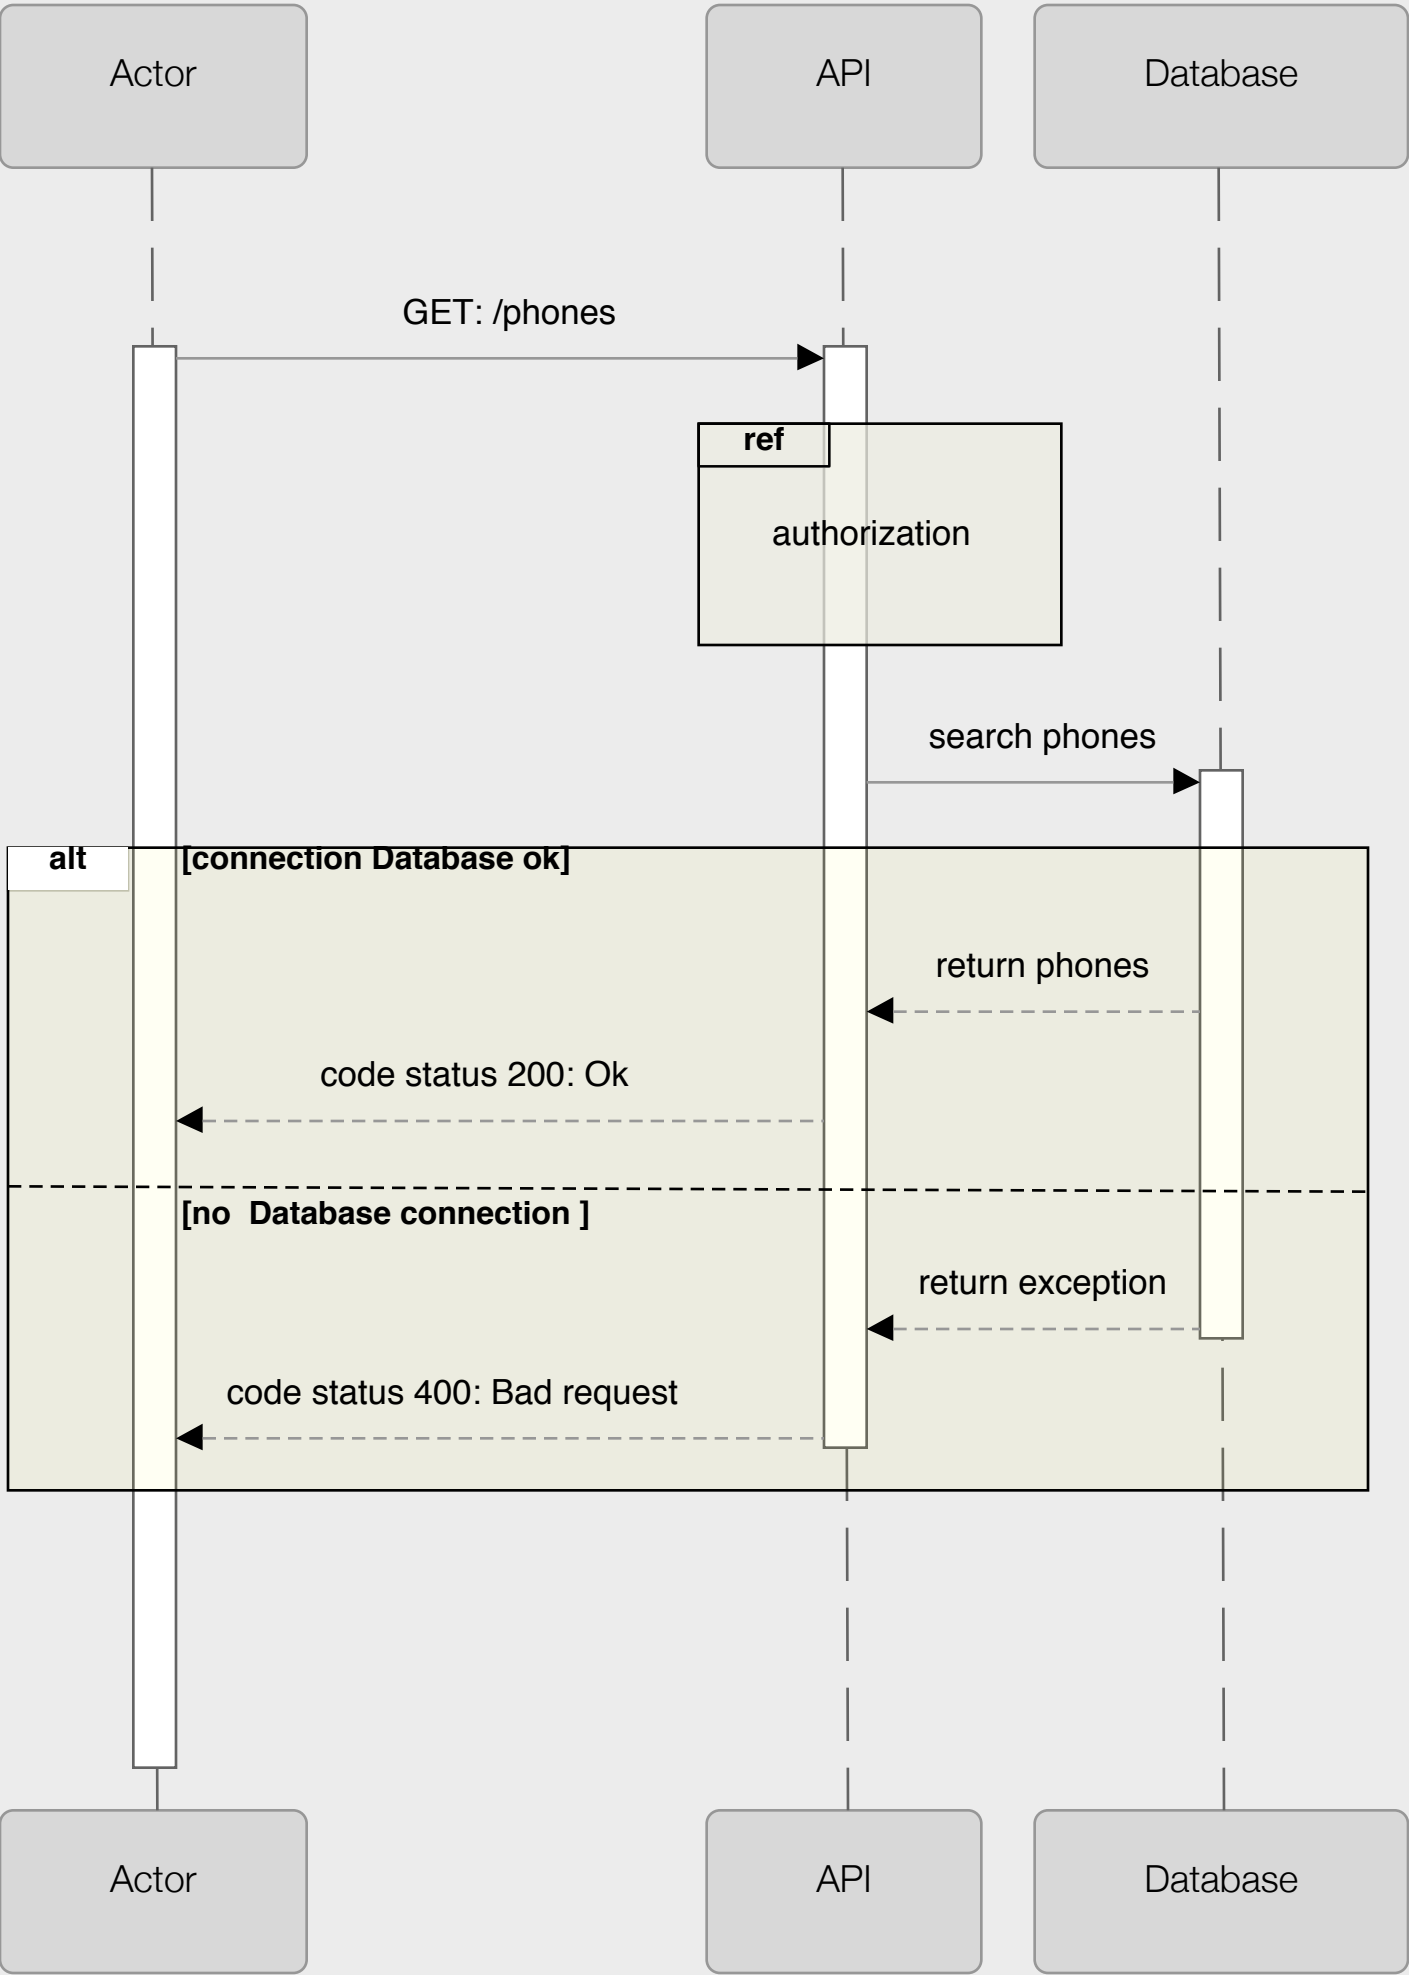 Actor
API
Database
GET: /phones
ref
authorization
search phones
alt
[connection Database ok]
return phones
code status 200: Ok
[no  Database connection ]
return exception
code status 400: Bad request
Actor
API
Database